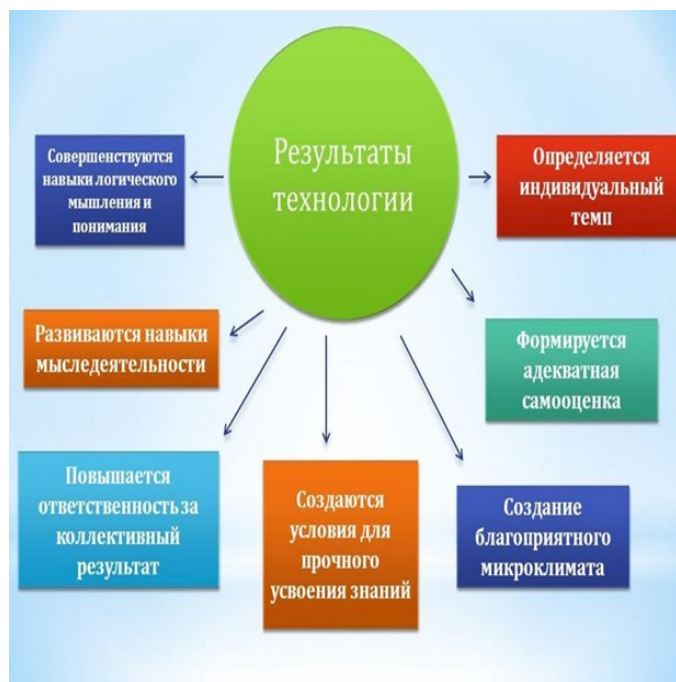 Результаты
технологии
Совершенствуются
навыки логического
мышления и
понимания
Определяется
индивидуальный
темп
Развиваются навыки
мыследеятельности
Формируется
адекватная
самооценка
Повышается
ответственность за
коллективный
результат
Создаются
условия для
прочного
усвоения знаний
Создание
благоприятного
микроклимата